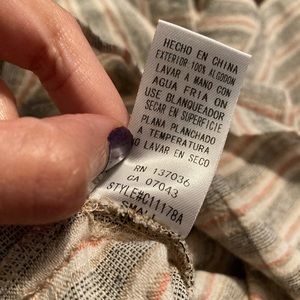 HECHO EN CHINA
EXTERIOR:100% ALGODON
LAVAR A MANO CON
AGUA FRIA ON
USE BLANQUEADOR
SECAR EN SUPERFICIE
PLANA PLANCHADO
A TEMPERATURA
NO LAVAR EN SECO
RN 137036
CA 07043
STYLE#C11178A